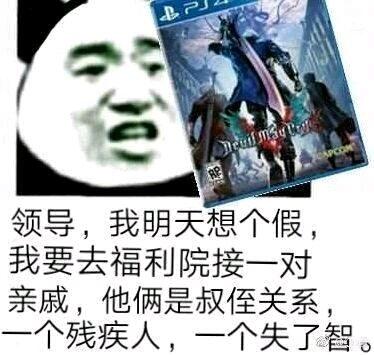 PS4
Devil May Cry
CAPCOM
RP
领导，我明天想个假，
我要去福利院接一对
亲戚，他俩是叔侄关系，
一个残疾人，一个失了智。